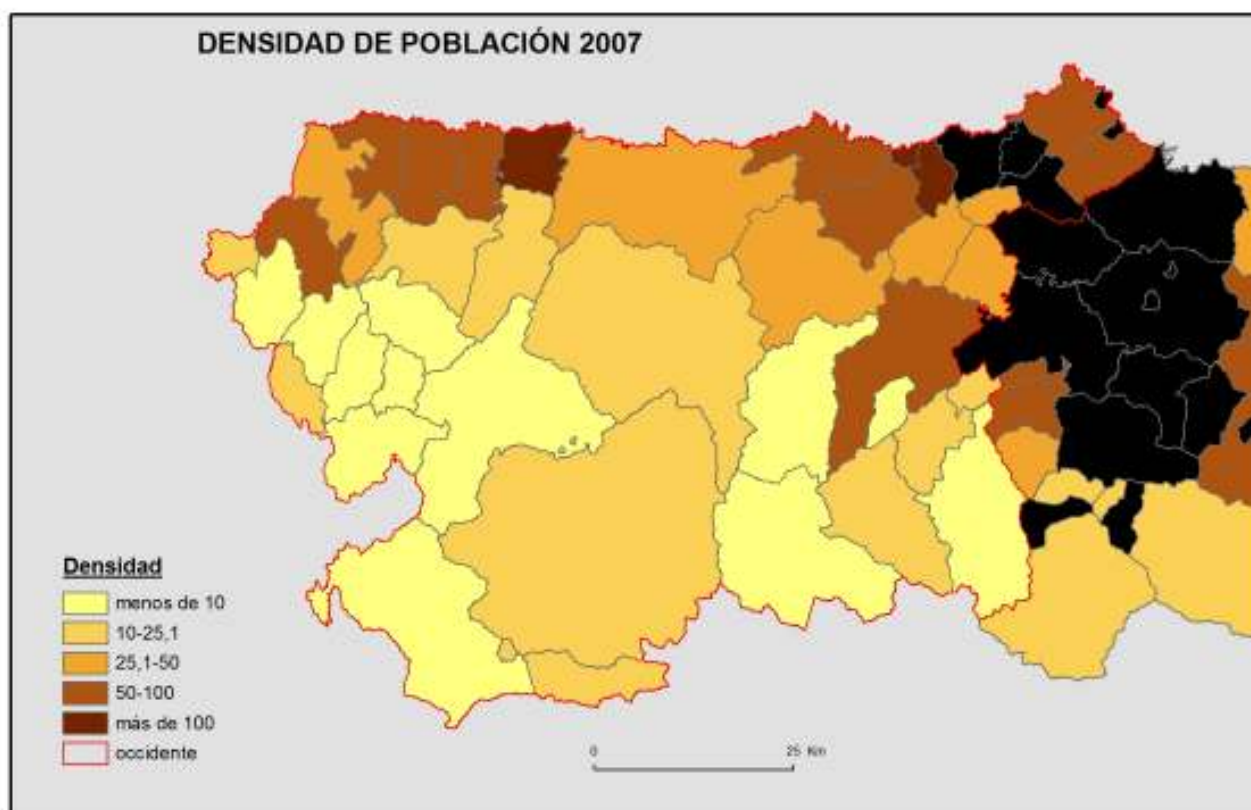 DENSIDAD DE POBLACIÓN 2007
Densidad
menos de 10
10-25,1
25,1-50
50-100
más de 100
occidente
0 25 Km